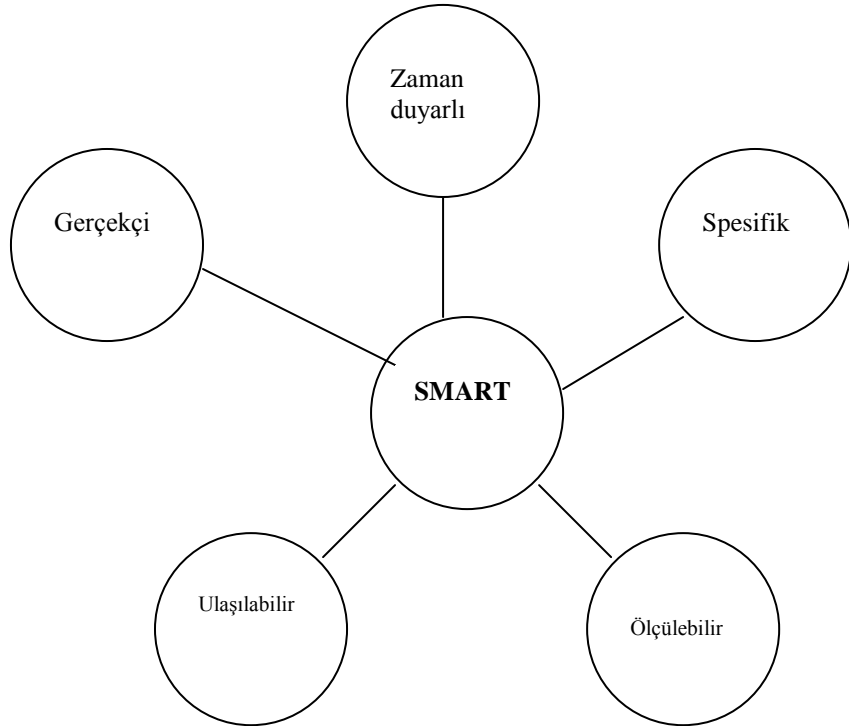 Zaman
duyarlı
Gerçekçi
Spesifik
SMART
Ulaşılabilir
Ölçülebilir